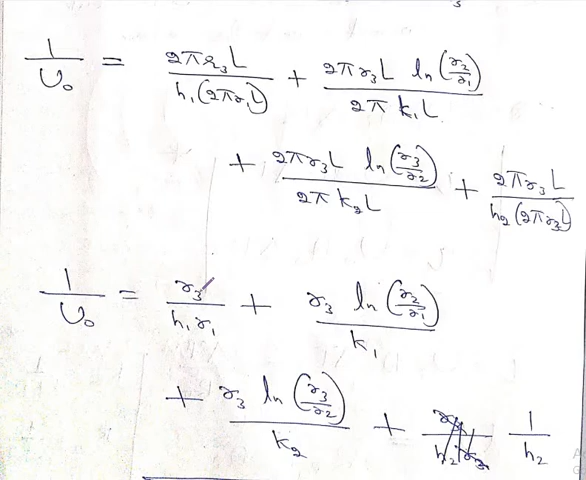 1/U₀ = 2πr₃L/h₁(2πr₁L) + 2πr₃L ln(r₂/r₁)/2πk₁L
+ 2πr₃L ln(r₃/r₂)/2πk₂L + 2πr₃L/h₂(2πr₃L)
1/U₀ = r₃/h₁r₁ + r₃ ln(r₂/r₁)/k₁
+ r₃ ln(r₃/r₂)/k₂ + 1/h₂